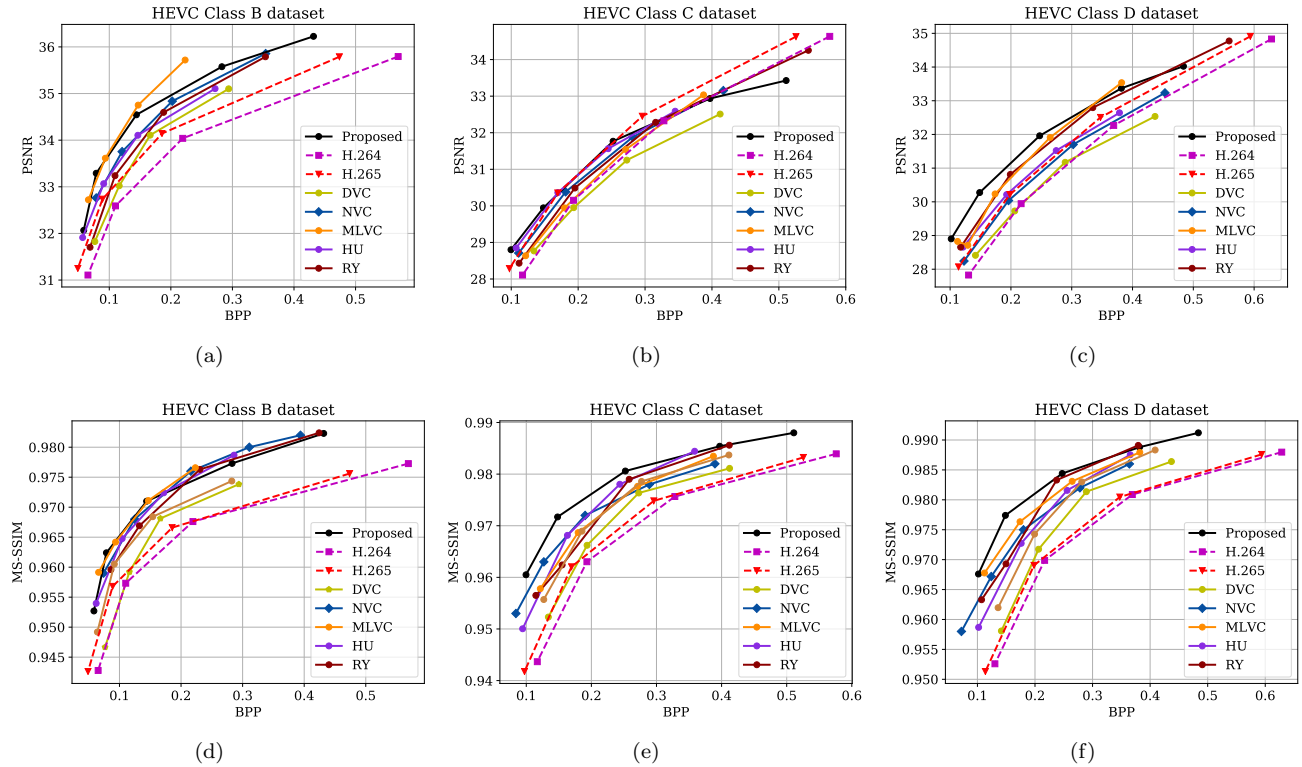 HEVC Class B dataset
36
35
34
33
32
31
PSNR
0.1 0.2 0.3 0.4 0.5
BPP
Proposed
H.264
H.265
DVC
NVC
MLVC
HU
RY
(a)
HEVC Class C dataset
34
33
32
31
30
29
28
PSNR
0.1 0.2 0.3 0.4 0.5 0.6
BPP
Proposed
H.264
H.265
DVC
NVC
MLVC
HU
RY
(b)
HEVC Class D dataset
35
34
33
32
31
30
29
28
PSNR
0.1 0.2 0.3 0.4 0.5 0.6
BPP
Proposed
H.264
H.265
DVC
NVC
MLVC
HU
RY
(c)
HEVC Class B dataset
0.980
0.975
0.970
0.965
0.960
0.955
0.950
0.945
MS-SSIM
0.1 0.2 0.3 0.4 0.5
BPP
Proposed
H.264
H.265
DVC
NVC
MLVC
HU
RY
(d)
HEVC Class C dataset
0.99
0.98
0.97
0.96
0.95
0.94
MS-SSIM
0.1 0.2 0.3 0.4 0.5 0.6
BPP
Proposed
H.264
H.265
DVC
NVC
MLVC
HU
RY
(e)
HEVC Class D dataset
0.990
0.985
0.980
0.975
0.970
0.965
0.960
0.955
0.950
MS-SSIM
0.1 0.2 0.3 0.4 0.5 0.6
BPP
Proposed
H.264
H.265
DVC
NVC
MLVC
HU
RY
(f)